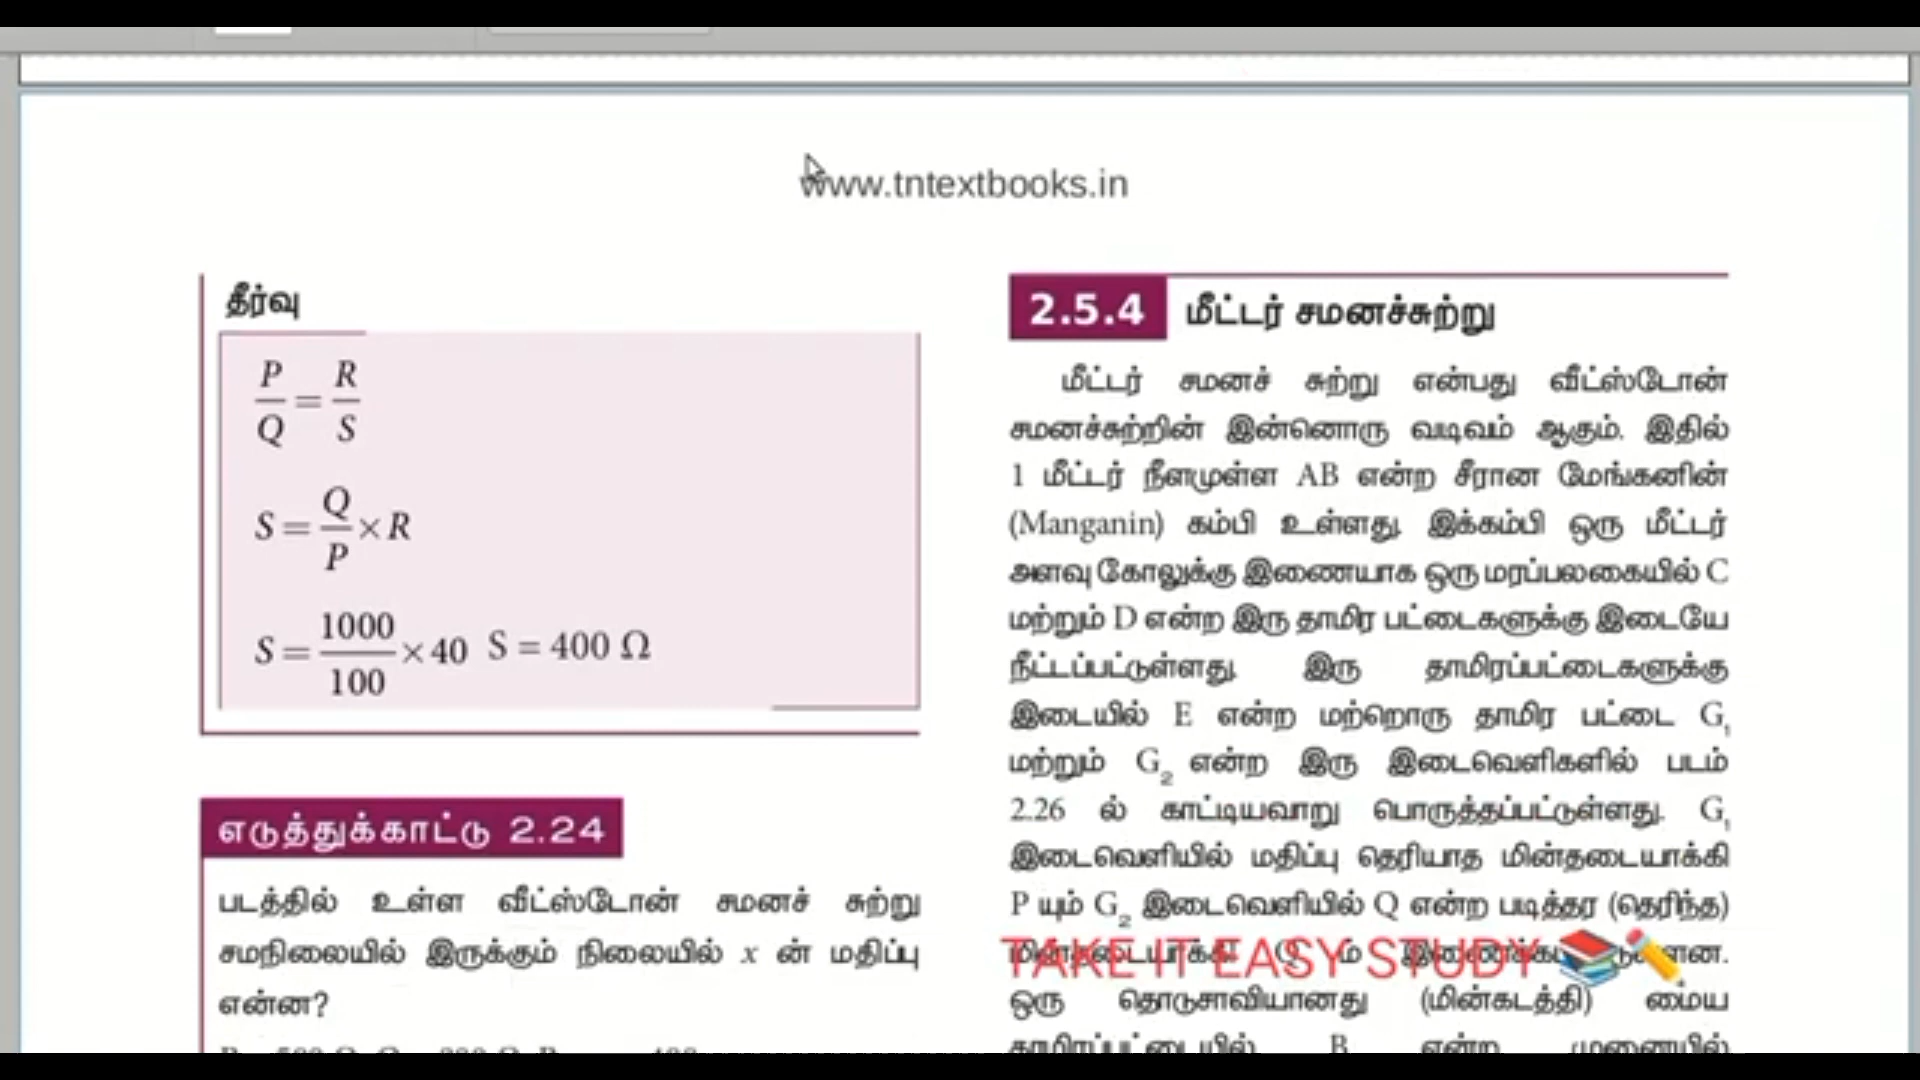 www.tntextbooks.in
தீர்வு
P/Q = R/S
S = Q/P × R
S = 1000/100 × 40 S = 400 Ω
எடுத்துக்காட்டு 2.24
படத்தில் உள்ள வீட்ஸ்டோன் சமனச் சுற்று
சமநிலையில் இருக்கும் நிலையில் x ன் மதிப்பு
என்ன?
2.5.4 மீட்டர் சமனச்சுற்று
மீட்டர் சமனச் சுற்று என்பது வீட்ஸ்டோன்
சமனச்சுற்றின் இன்னொரு வடிவம் ஆகும். இதில்
1 மீட்டர் நீளமுள்ள AB என்ற சீரான மேங்கனின்
(Manganin) கம்பி உள்ளது. இக்கம்பி ஒரு மீட்டர்
அளவு கோலுக்கு இணையாக ஒரு மரப்பலகையில் C
மற்றும் D என்ற இரு தாமிர பட்டைகளுக்கு இடையே
நீட்டப்பட்டுள்ளது. இரு தாமிரப்பட்டைகளுக்கு
இடையில் E என்ற மற்றொரு தாமிர பட்டை G₁
மற்றும் G₂ என்ற இரு இடைவெளிகளில் படம்
2.26 ல் காட்டியவாறு பொருத்தப்பட்டுள்ளது. G₁
இடைவெளியில் மதிப்பு தெரியாத மின்தடையாக்கி
P யும் G₂ இடைவெளியில் Q என்ற படித்தர (தெரிந்த)
TAKE IT EASY STUDY
ஒரு தொடுசாவியானது (மின்கடத்தி) மைய
தாமிரப்பட்டையில் B என்ற முனையில்